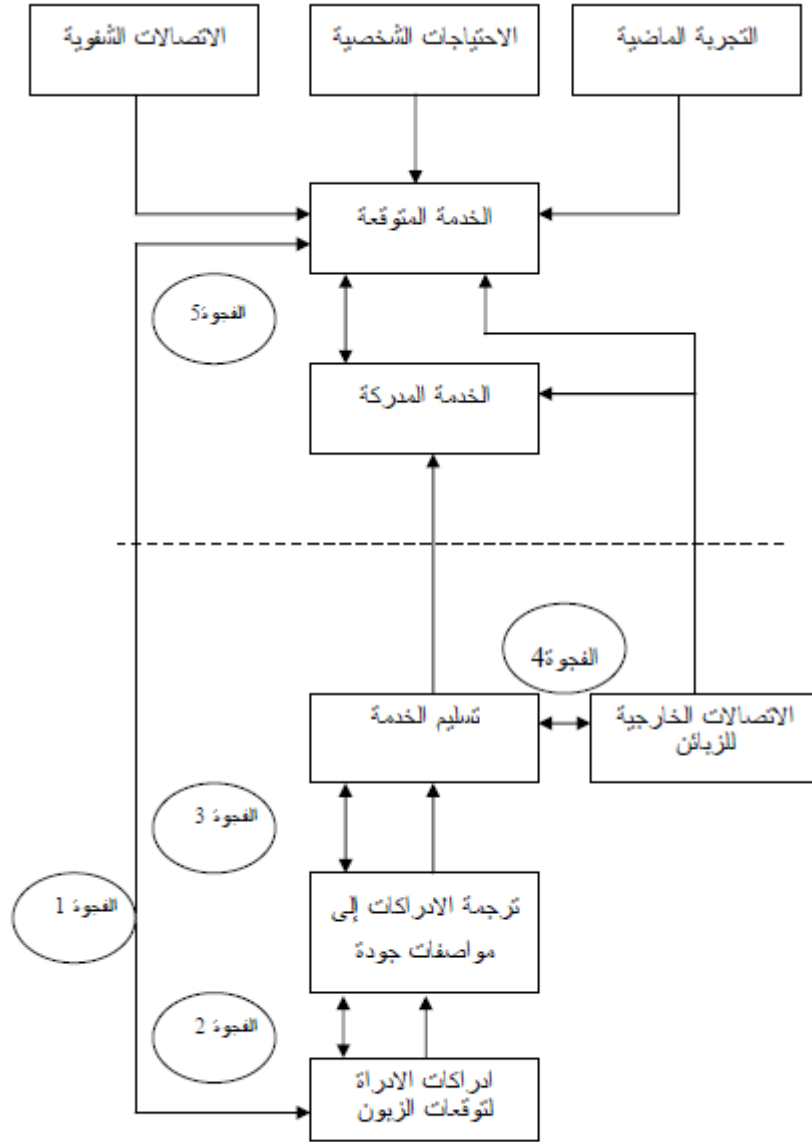 التجربة الماضية
الاحتياجات الشخصية
الاتصالات الشفوية
الخدمة المتوقعة
الفجوة5
الخدمة المدركة
الفجوة4
الاتصالات الخارجية
للزبائن
تسليم الخدمة
الفجوة 3
ترجمة الادراكات إلى
مواصفات جودة
الفجوة 1
الفجوة 2
ادراكات الادراة
لتوقعات الزبون